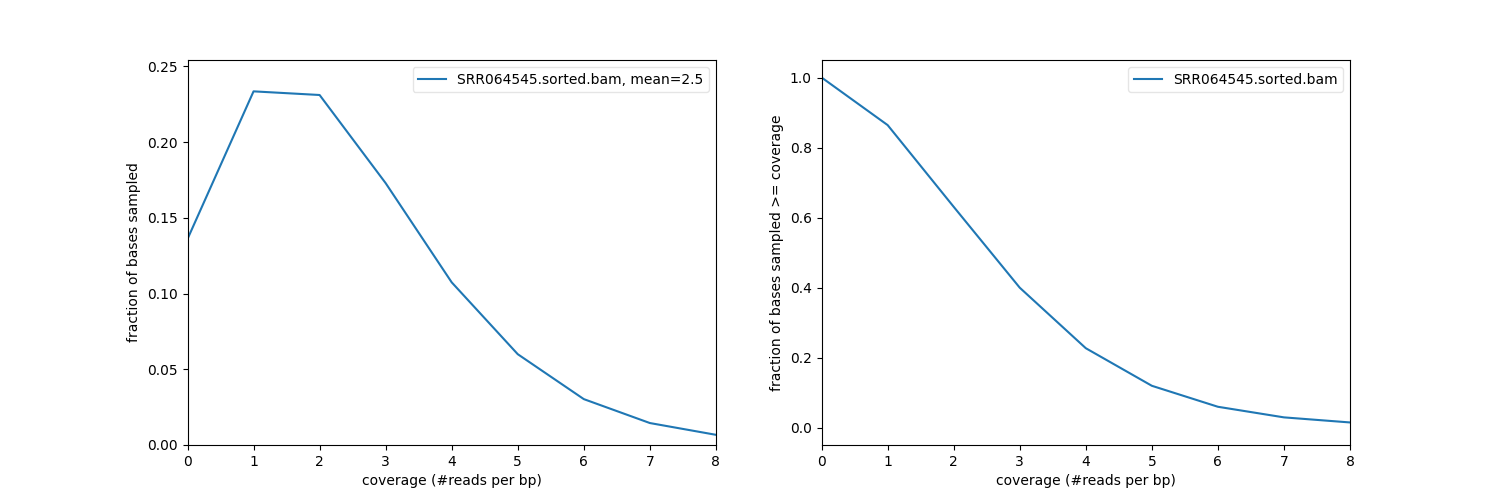 SRR064545.sorted.bam, mean=2.5
fraction of bases sampled
0.25
0.20
0.15
0.10
0.05
0.00
0 1 2 3 4 5 6 7 8
coverage (#reads per bp)
SRR064545.sorted.bam
fraction of bases sampled >= coverage
1.0
0.8
0.6
0.4
0.2
0.0
0 1 2 3 4 5 6 7 8
coverage (#reads per bp)